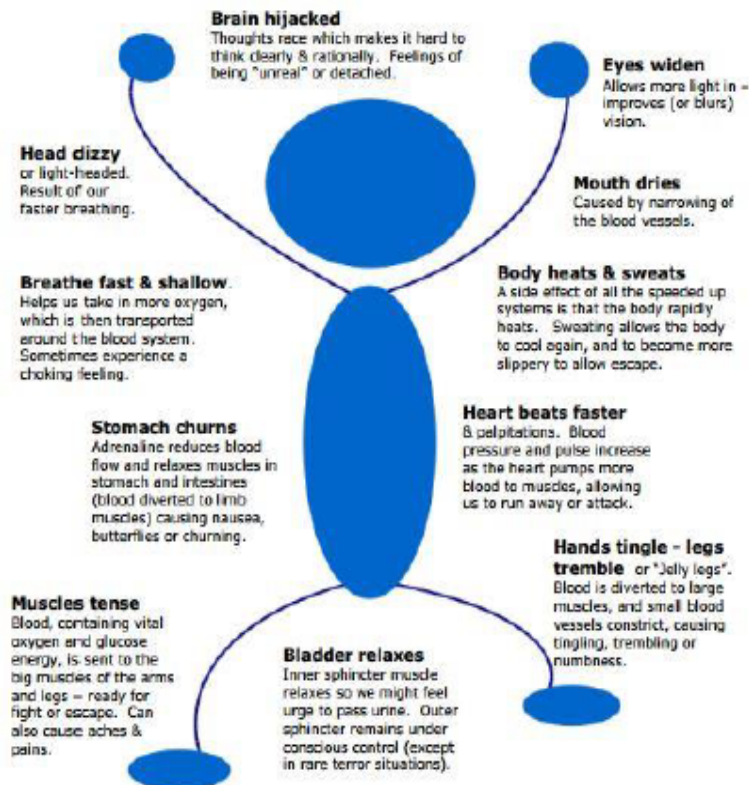 Brain hijacked
Thoughts race which makes it hard to
think clearly & rationally. Feelings of
being "unreal" or detached.
Eyes widen
Allows more light in –
improves (or blurs)
vision.
Head dizzy
or light-headed.
Result of our
faster breathing.
Mouth dries
Caused by narrowing of
the blood vessels.
Breathe fast & shallow.
Helps us take in more oxygen,
which is then transported
around the blood system.
Sometimes experience a
choking feeling.
Body heats & sweats
A side effect of all the speeded up
systems is that the body rapidly
heats. Sweating allows the body
to cool again, and to become more
slippery to allow escape.
Stomach churns
Adrenaline reduces blood
flow and relaxes muscles in
stomach and intestines
(blood diverted to limb
muscles) causing nausea,
butterflies or churning.
Heart beats faster
& palpitations. Blood
pressure and pulse increase
as the heart pumps more
blood to muscles, allowing
us to run away or attack.
Hands tingle - legs
tremble or "Jelly legs".
Blood is diverted to large
muscles, and small blood
vessels constrict, causing
tingling, trembling or
numbness.
Muscles tense
Blood, containing vital
oxygen and glucose
energy, is sent to the
big muscles of the arms
and legs – ready for
fight or escape. Can
also cause aches &
pains.
Bladder relaxes
Inner sphincter muscle
relaxes so we might feel
urge to pass urine. Outer
sphincter remains under
conscious control (except
in rare terror situations).